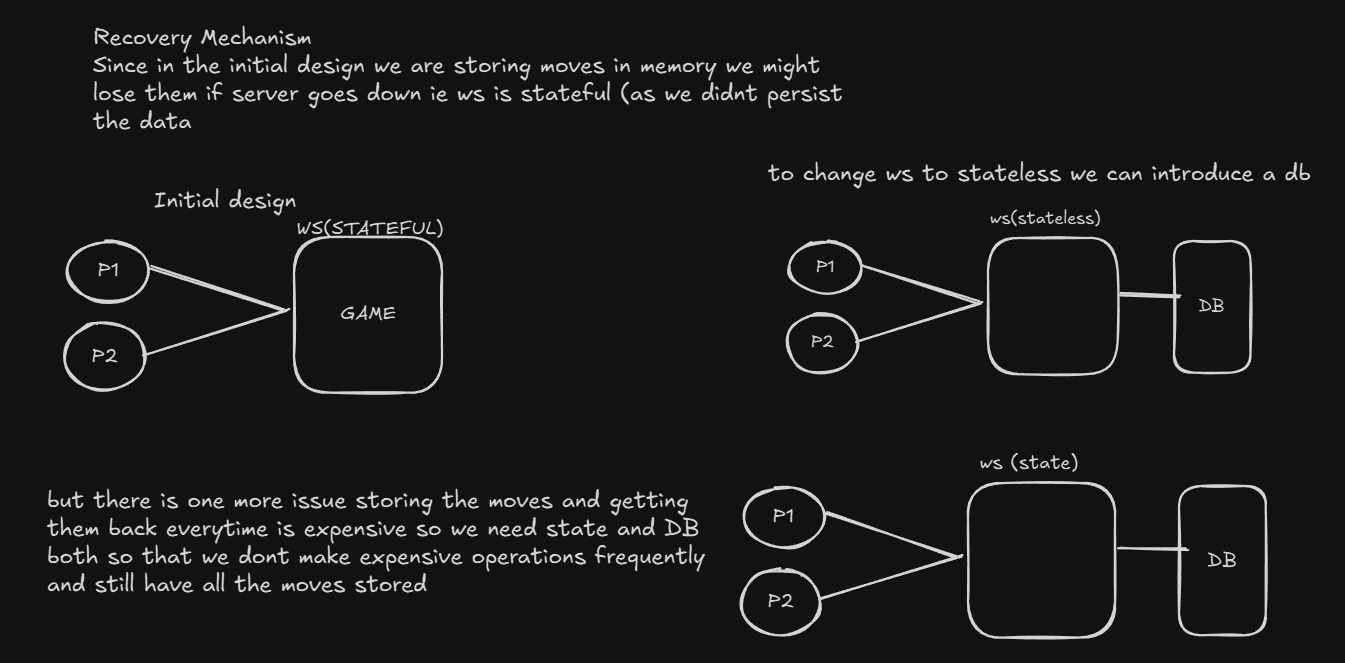 Recovery Mechanism
Since in the initial design we are storing moves in memory we might
lose them if server goes down ie ws is stateful (as we didnt persist
the data
Initial design
WS(STATEFUL)
P1
P2
GAME
to change ws to stateless we can introduce a db
ws(stateless)
P1
P2
DB
but there is one more issue storing the moves and getting
them back everytime is expensive so we need state and DB
both so that we dont make expensive operations frequently
and still have all the moves stored
ws (state)
P1
P2
DB